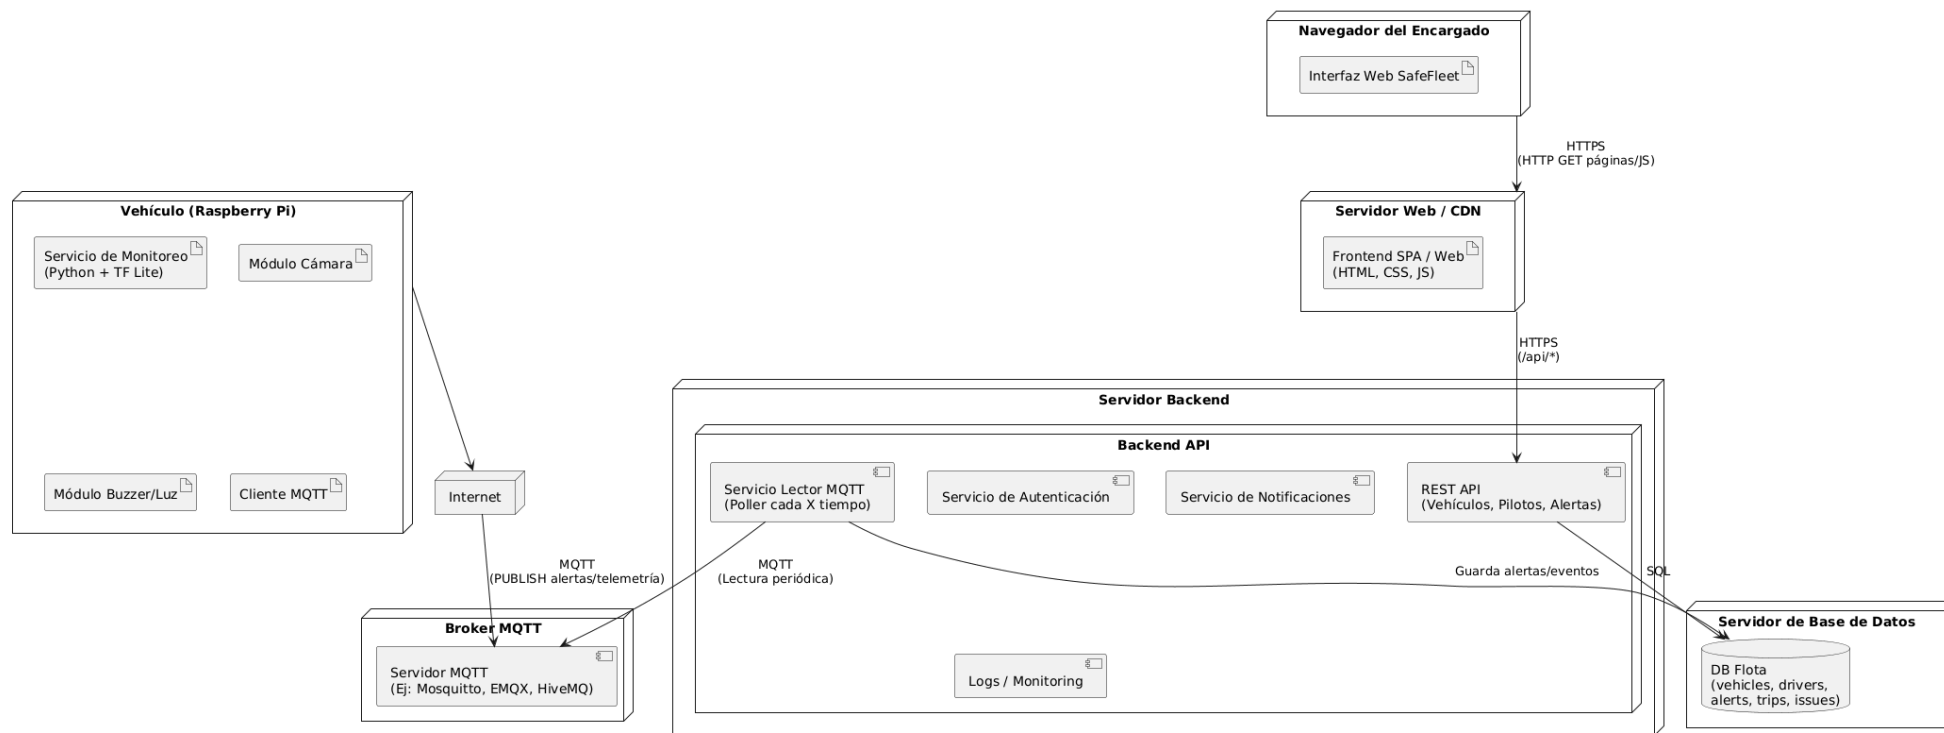 Navegador del Encargado
Interfaz Web SafeFleet
HTTPS
(HTTP GET páginas/JS)
Vehículo (Raspberry Pi)
Servicio de Monitoreo
(Python + TF Lite)
Módulo Cámara
Módulo Buzzer/Luz
Cliente MQTT
Servidor Web / CDN
Frontend SPA / Web
(HTML, CSS, JS)
HTTPS
(/api/*)
Internet
Servidor Backend
Backend API
Servicio Lector MQTT
(Poller cada X tiempo)
Servicio de Autenticación
Servicio de Notificaciones
REST API
(Vehículos, Pilotos, Alertas)
MQTT
(PUBLISH alertas/telemetría)
MQTT
(Lectura periódica)
Guarda alertas/eventos
SQL
Broker MQTT
Servidor MQTT
(Ej: Mosquitto, EMQX, HiveMQ)
Logs / Monitoring
Servidor de Base de Datos
DB Flota
(vehicles, drivers,
alerts, trips, issues)